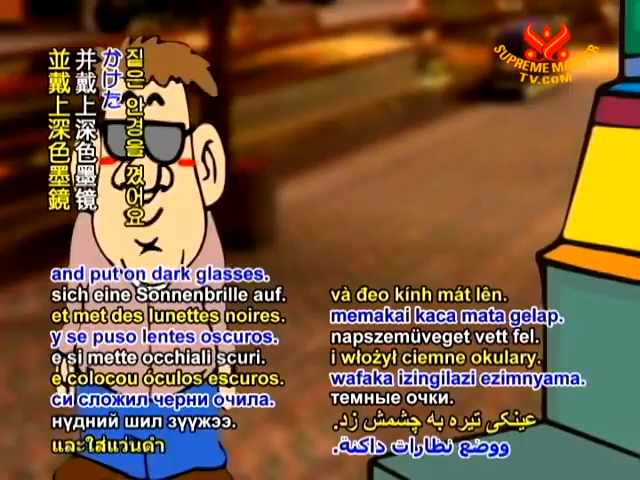 SUPREME MASTER
TV.COM
짙은 안경을 꼈어요
かけた
并戴上深色墨镜
並戴上深色墨鏡
and put on dark glasses.
sich eine Sonnenbrille auf.
et met des lunettes noires.
y se puso lentes oscuros.
e si mette occhiali scuri.
e colocou óculos escuros.
си сложил черни очила.
нүдний шил зүүжээ.
และใส่แว่นดำ
và đeo kính mát lên.
memakai kaca mata gelap.
napszemüveget vett fel.
i włożył ciemne okulary.
wafaka izingilazi ezimnyama.
темные очки.
عینکی تیره به چشمش زد.
ووضع نظارات داكنة.